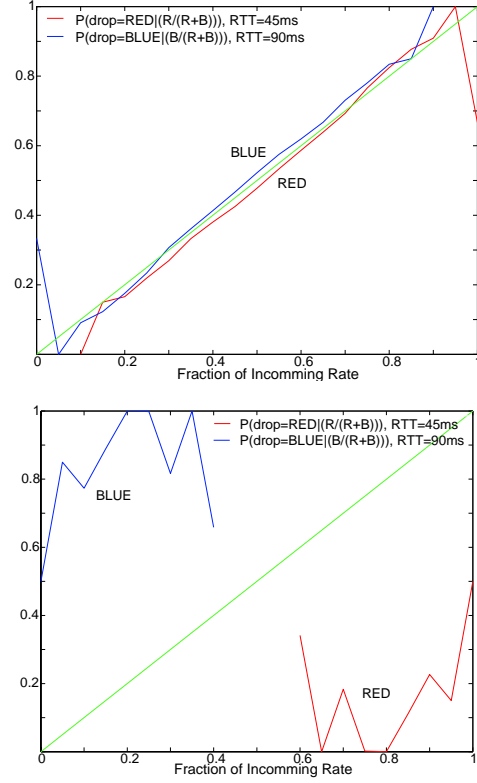 1
P(drop=RED|(R/(R+B))), RTT=45ms
P(drop=BLUE|(B/(R+B))), RTT=90ms
0.8
0.6
BLUE
RED
0.4
0.2
0 0.2 0.4 0.6 0.8 1
Fraction of Incomming Rate
1
P(drop=RED|(R/(R+B))), RTT=45ms
P(drop=BLUE|(B/(R+B))), RTT=90ms
BLUE
0.8
0.6
0.4
0.2
RED
0 0.2 0.4 0.6 0.8 1
Fraction of Incomming Rate